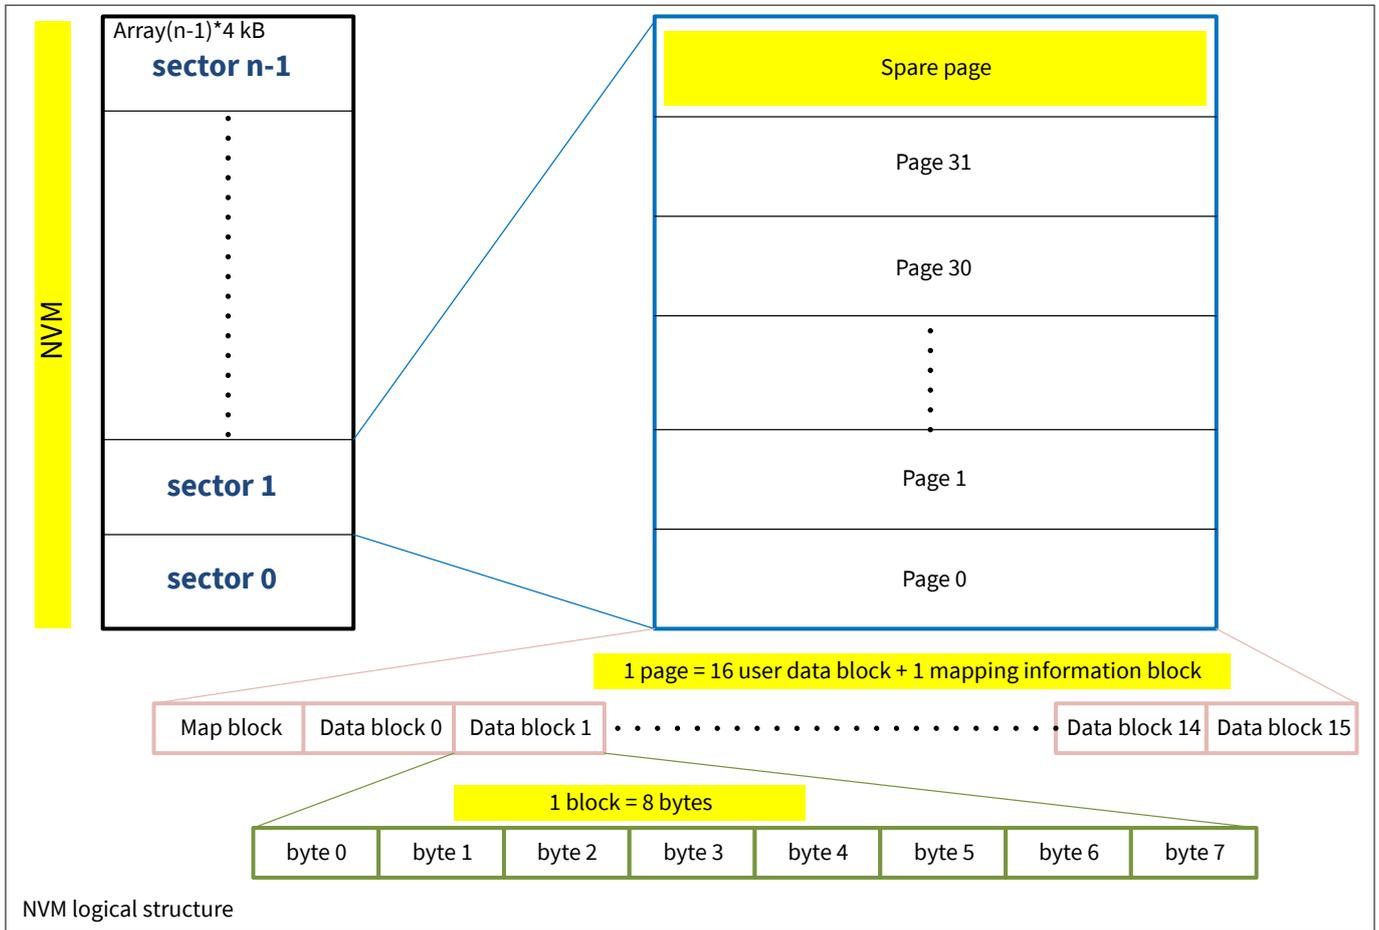 Array(n-1)*4 kB
sector n-1
NVM
sector 1
sector 0
Spare page
Page 31
Page 30
Page 1
Page 0
1 page = 16 user data block + 1 mapping information block
Map block
Data block 0
Data block 1
Data block 14
Data block 15
1 block = 8 bytes
byte 0
byte 1
byte 2
byte 3
byte 4
byte 5
byte 6
byte 7
NVM logical structure